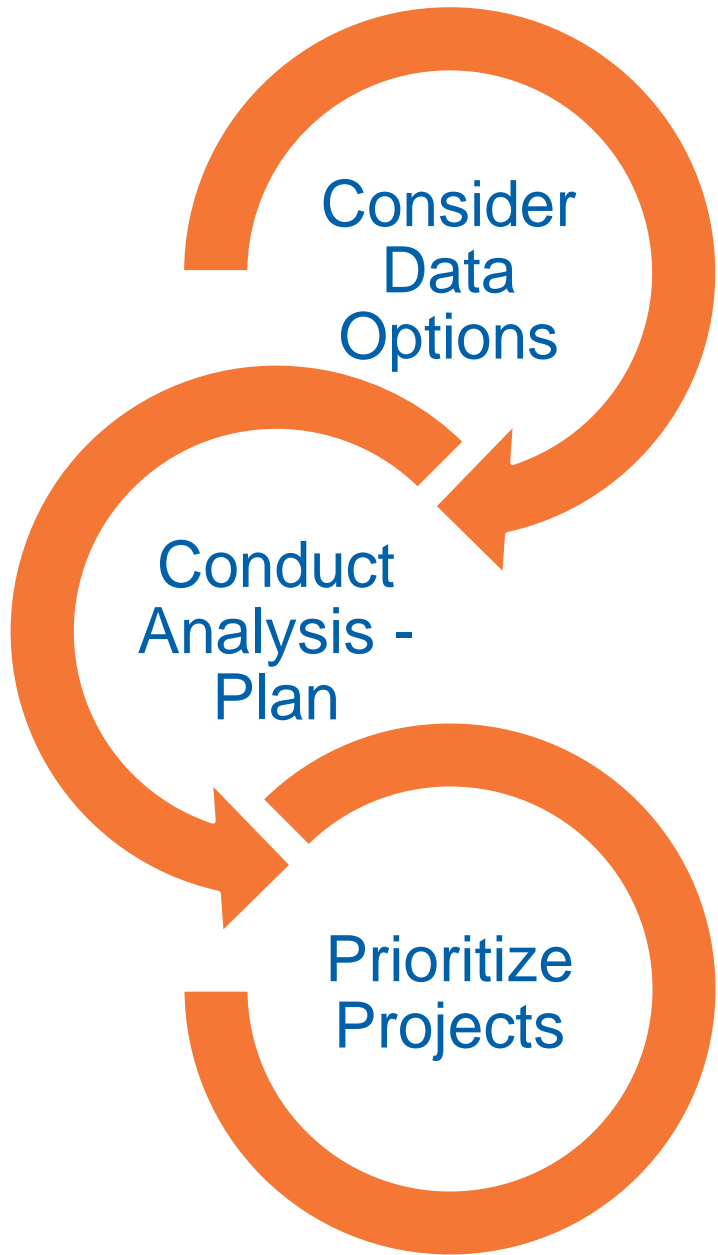 Consider
Data
Options
Conduct
Analysis -
Plan
Prioritize
Projects